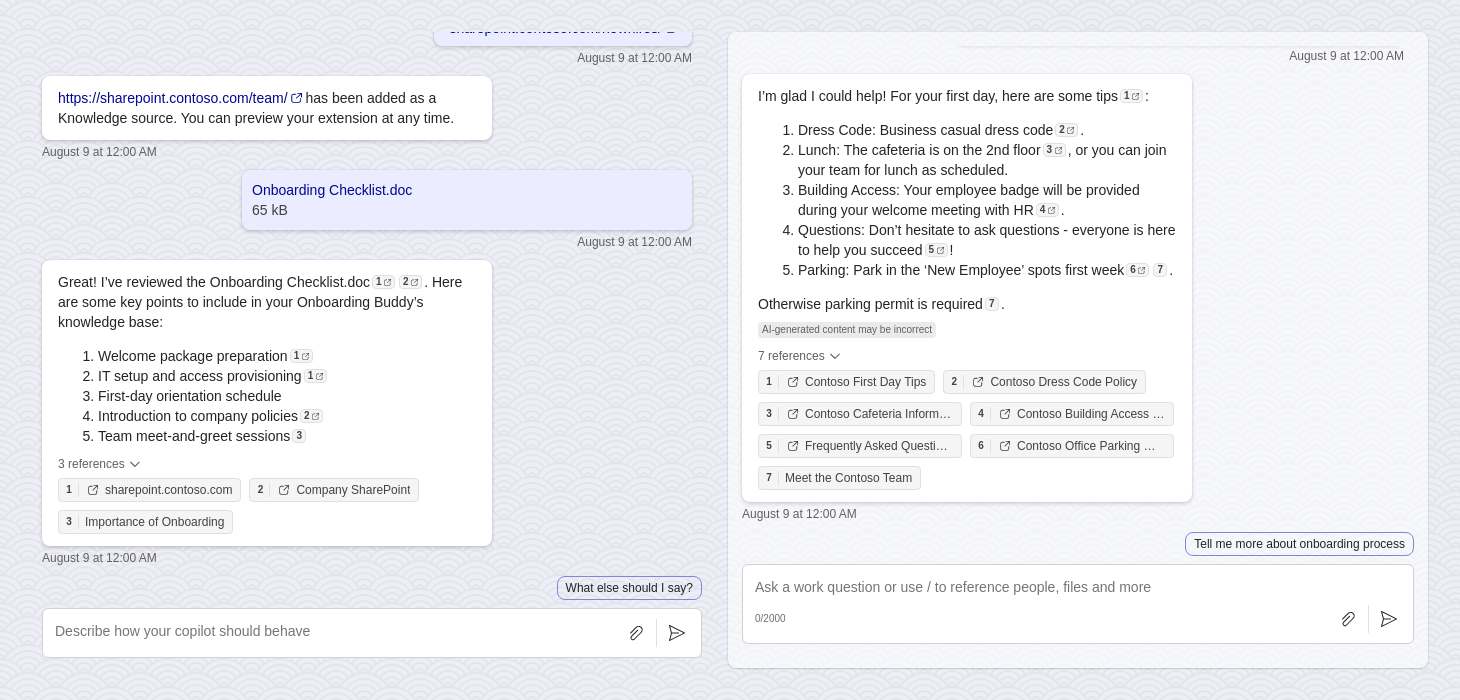 August 9 at 12:00 AM
https://sharepoint.contoso.com/team/ has been added as a
Knowledge source. You can preview your extension at any time.
August 9 at 12:00 AM
Onboarding Checklist.doc
65 kB
August 9 at 12:00 AM
Great! I’ve reviewed the Onboarding Checklist.doc 1 2 . Here
are some key points to include in your Onboarding Buddy’s
knowledge base:
1. Welcome package preparation 1
2. IT setup and access provisioning 1
3. First-day orientation schedule
4. Introduction to company policies 2
5. Team meet-and-greet sessions 3
3 references
1 sharepoint.contoso.com
2 Company SharePoint
3 Importance of Onboarding
August 9 at 12:00 AM
What else should I say?
Describe how your copilot should behave
August 9 at 12:00 AM
I’m glad I could help! For your first day, here are some tips 1 :
1. Dress Code: Business casual dress code 2 .
2. Lunch: The cafeteria is on the 2nd floor 3 , or you can join
your team for lunch as scheduled.
3. Building Access: Your employee badge will be provided
during your welcome meeting with HR 4 .
4. Questions: Don’t hesitate to ask questions - everyone is here
to help you succeed 5 !
5. Parking: Park in the ‘New Employee’ spots first week 6 7 .
Otherwise parking permit is required 7 .
AI-generated content may be incorrect
7 references
1 Contoso First Day Tips
2 Contoso Dress Code Policy
3 Contoso Cafeteria Inform…
4 Contoso Building Access …
5 Frequently Asked Questi…
6 Contoso Office Parking …
7 Meet the Contoso Team
August 9 at 12:00 AM
Tell me more about onboarding process
Ask a work question or use / to reference people, files and more
0/2000